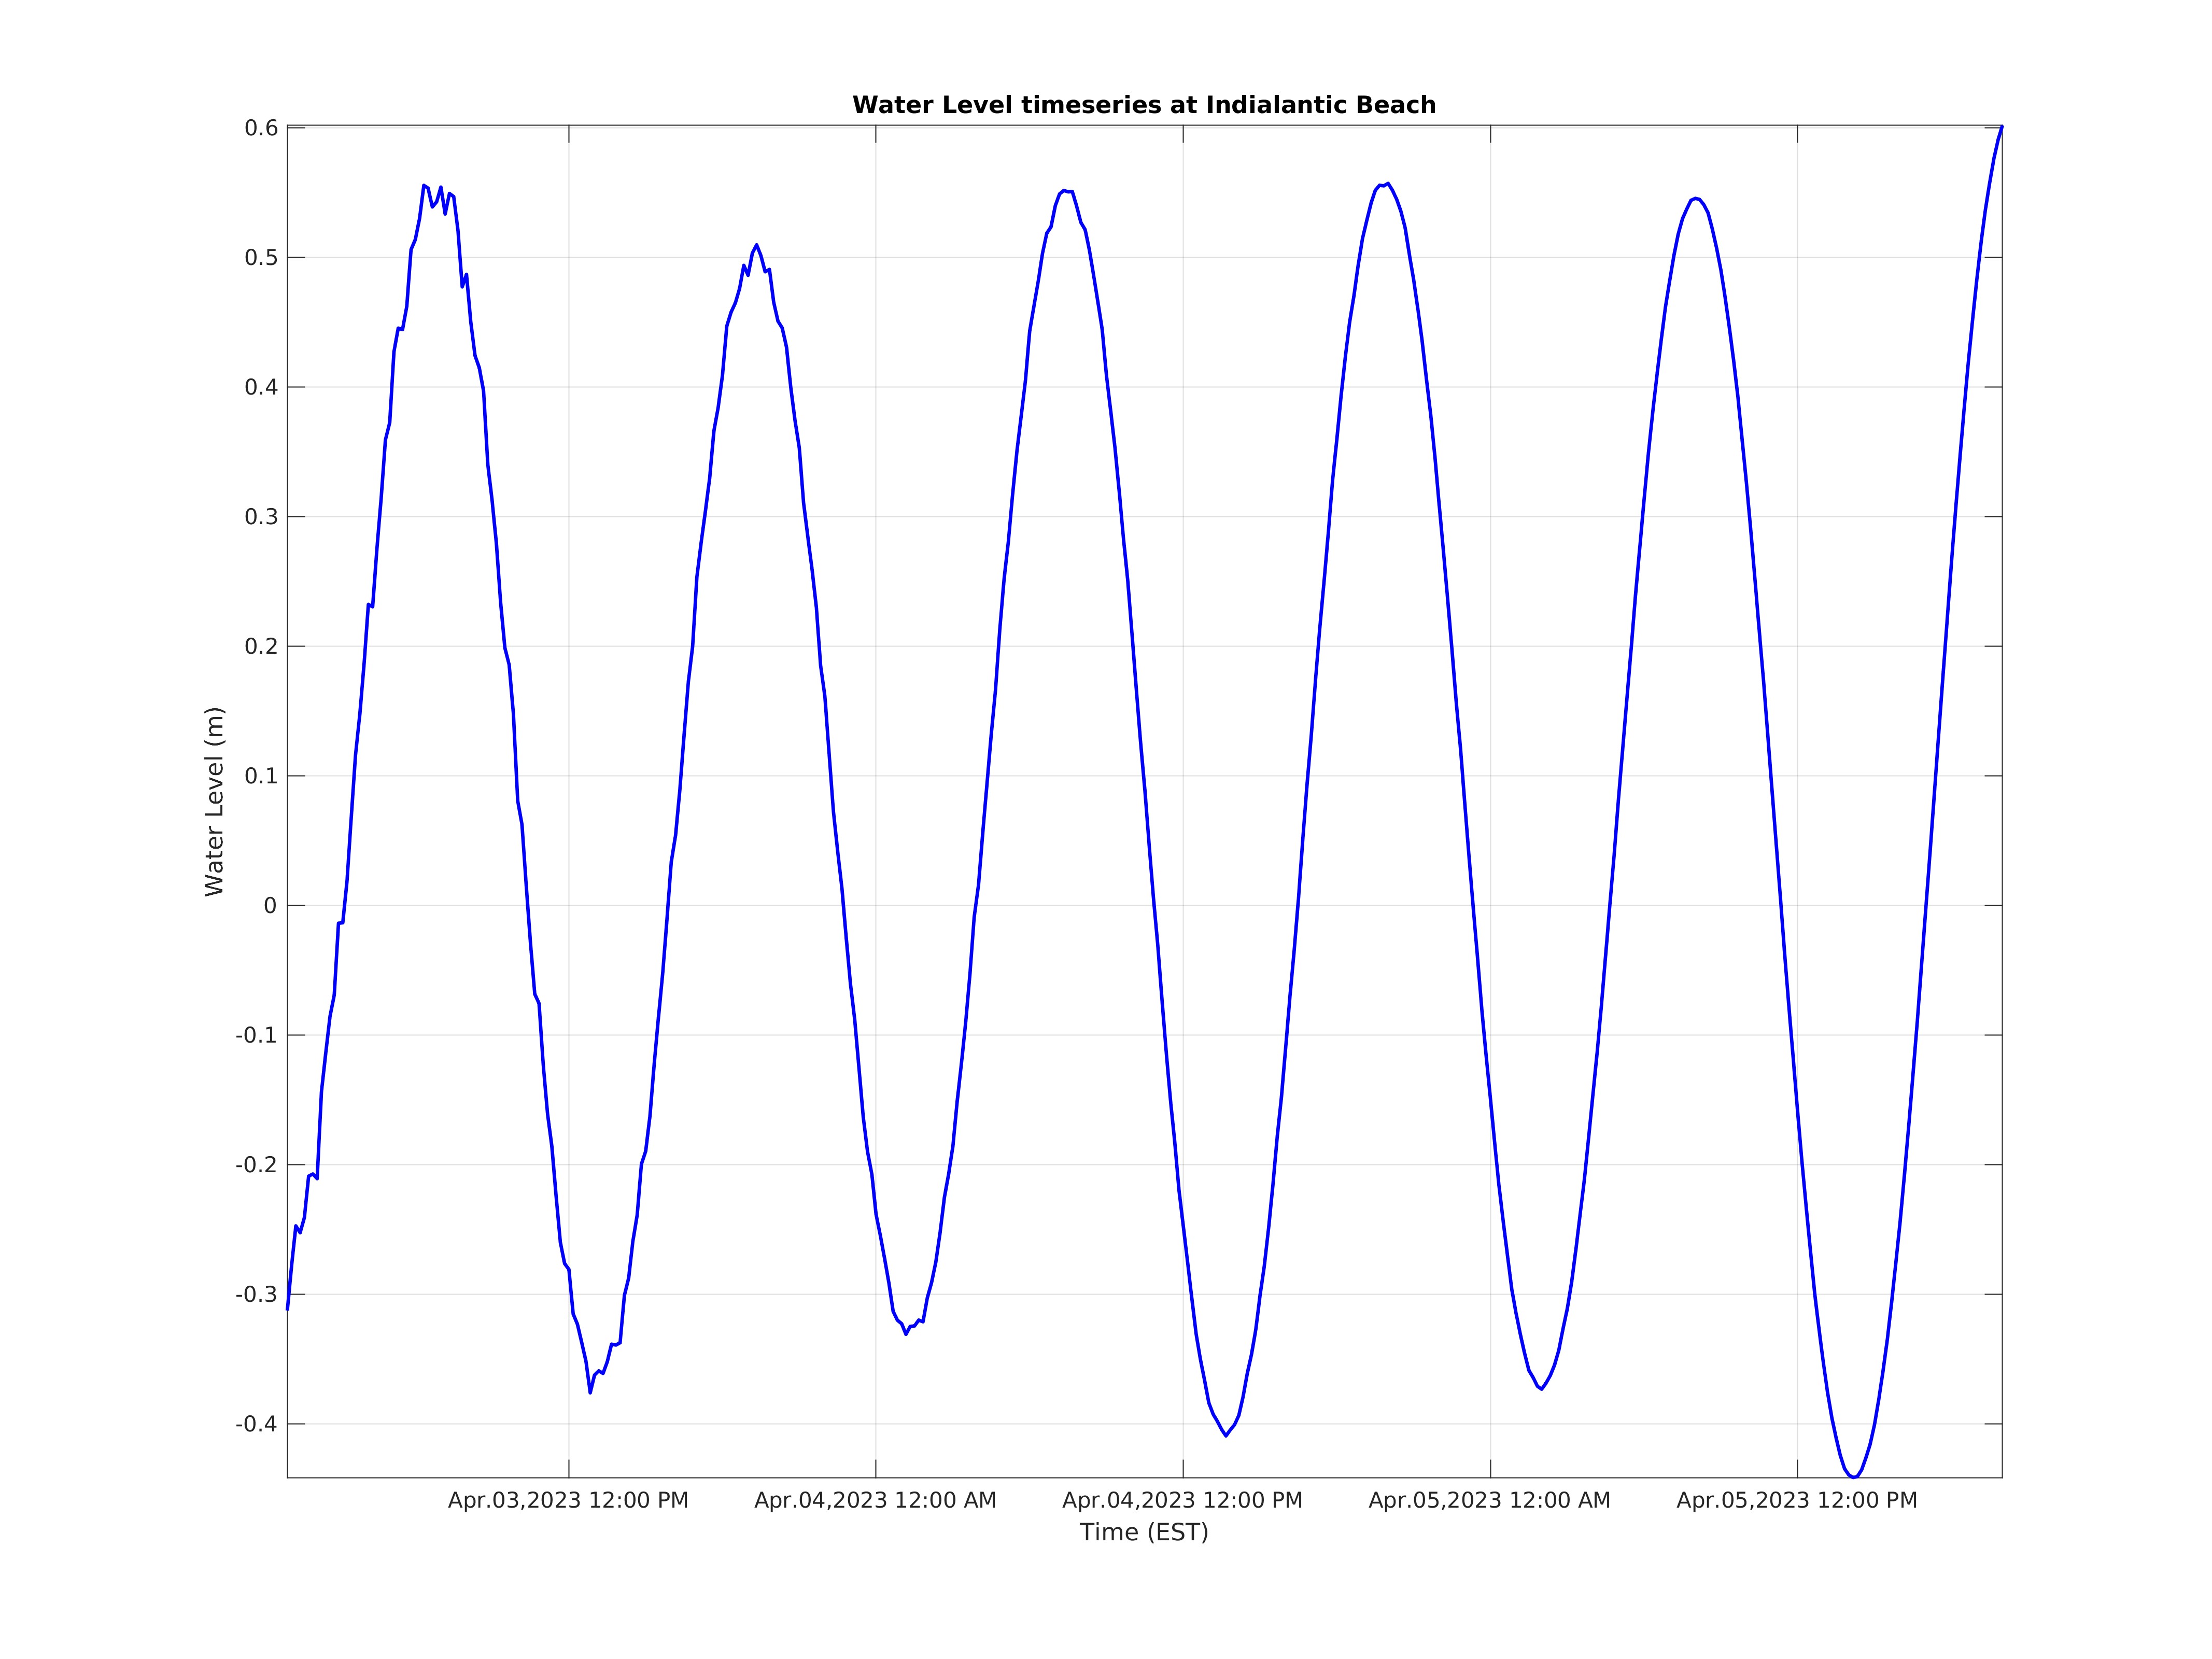 Water Level timeseries at Indialantic Beach
0.6
0.5
0.4
0.3
0.2
0.1
0
-0.1
-0.2
-0.3
-0.4
Water Level (m)
Apr.03,2023 12:00 PM Apr.04,2023 12:00 AM Apr.04,2023 12:00 PM Apr.05,2023 12:00 AM Apr.05,2023 12:00 PM
Time (EST)